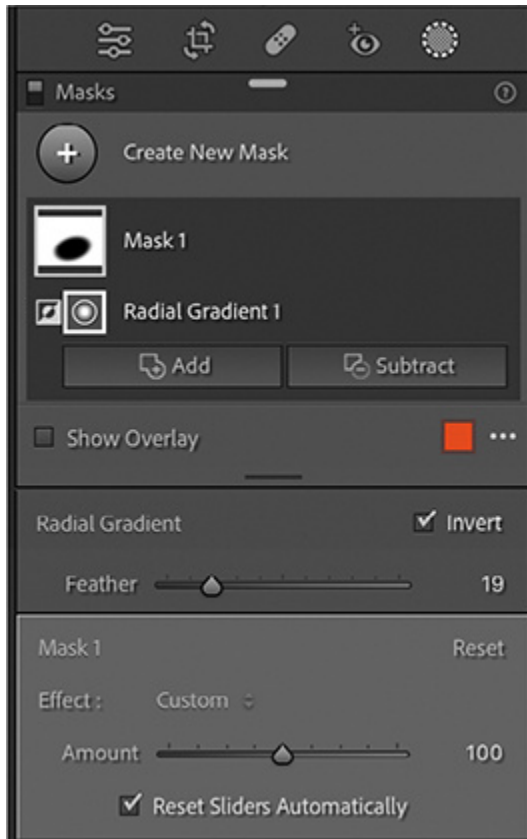 Masks
Create New Mask
Mask 1
Radial Gradient 1
Add Subtract
Show Overlay
Radial Gradient Invert
Feather 19
Mask 1 Reset
Effect : Custom
Amount 100
Reset Sliders Automatically